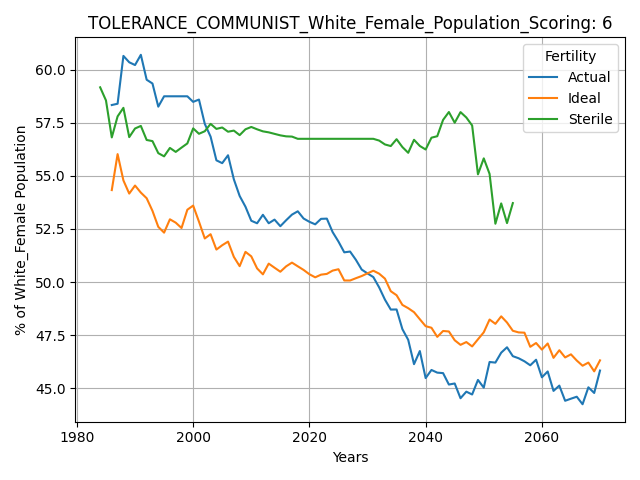 TOLERANCE_COMMUNIST_White_Female_Population_Scoring: 6
Fertility
Actual
Ideal
Sterile
% of White_Female Population
60.0
57.5
55.0
52.5
50.0
47.5
45.0
1980
2000
2020
2040
2060
Years